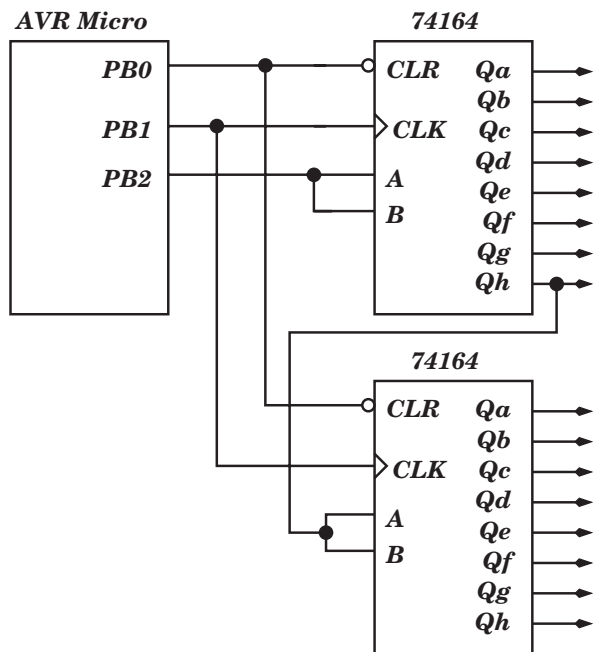 AVR Micro
PB0
PB1
PB2
74164
CLR Qa
Qb
CLK Qc
Qd
A Qe
B Qf
Qg
Qh
74164
CLR Qa
Qb
CLK Qc
Qd
A Qe
B Qf
Qg
Qh